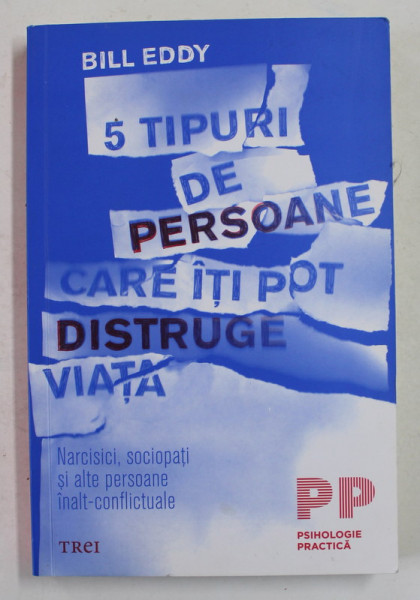 BILL EDDY
5 TIPURI
DE
PERSOANE
CARE ÎȚI POT
DISTRUGE
VIAȚA
Narcisici, sociopați
și alte persoane
înalt-conflictuale
TREI
PP
PSIHOLOGIE
PRACTICĂ